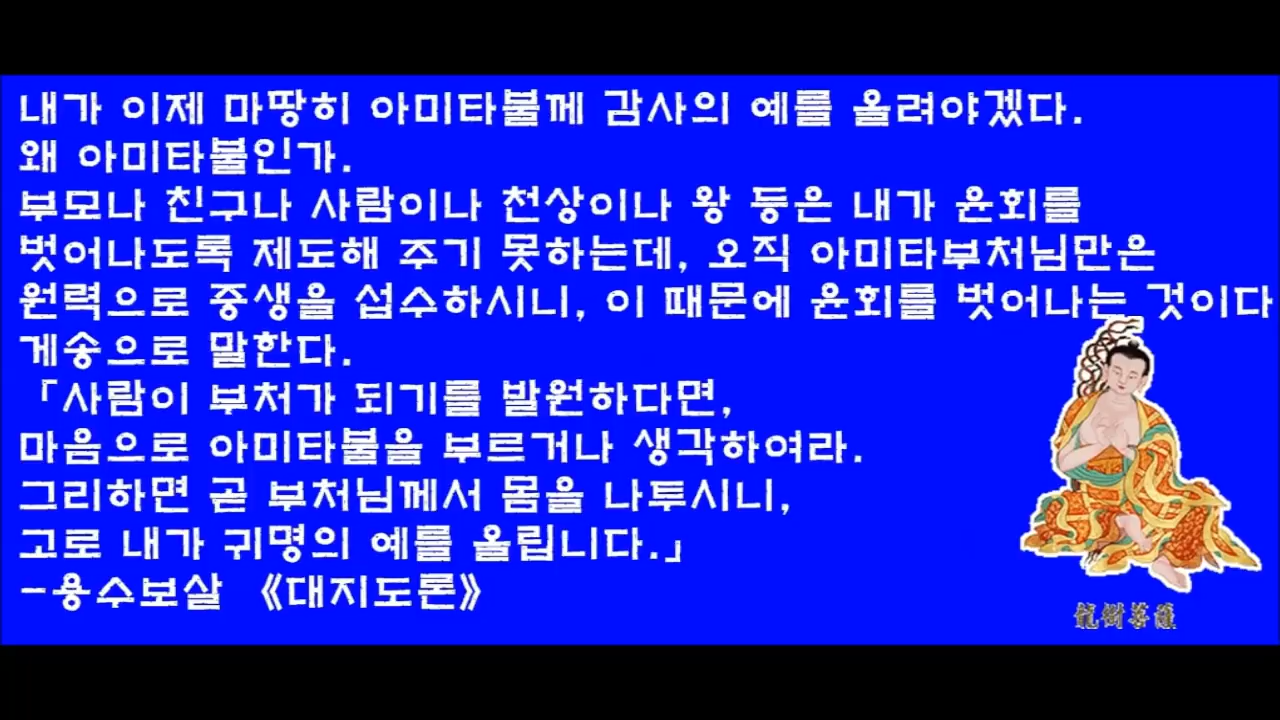 내가 이제 마땅히 아미타불께 감사의 예를 올려야겠다.
왜 아미타불인가.
부모나 친구나 사람이나 천상이나 왕 등은 내가 윤회를
벗어나도록 제도해 주기 못하는데, 오직 아미타부처님만은
원력으로 중생을 섭수하시니, 이 때문에 윤회를 벗어나는 것이다
게송으로 말한다.
「사람이 부처가 되기를 발원하다면,
마음으로 아미타불을 부르거나 생각하여라.
그리하면 곧 부처님께서 몸을 나투시니,
고로 내가 귀명의 예를 올립니다.」
-용수보살 《대지도론》
龍樹菩薩